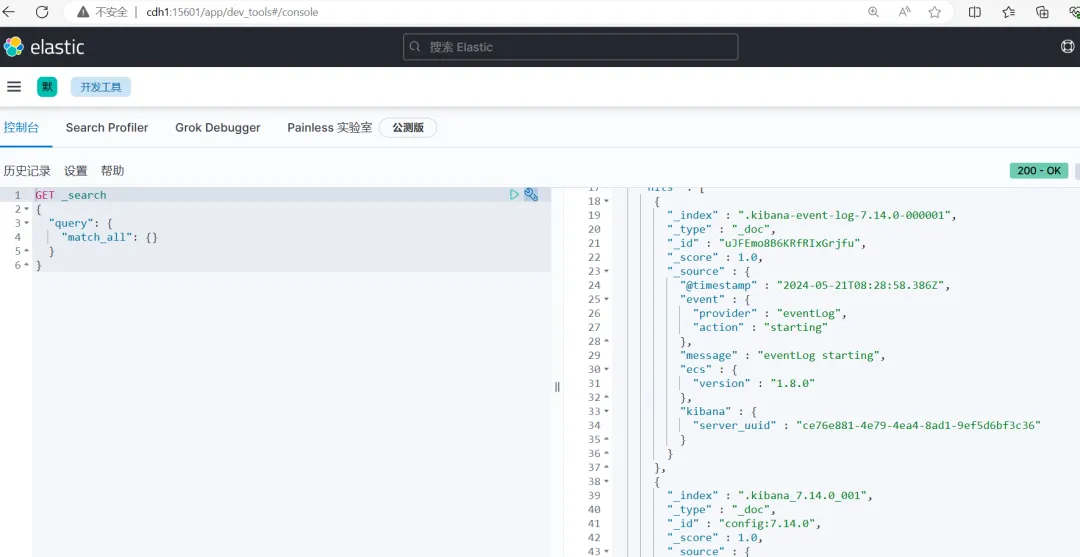 不安全 | cdh1:15601/app/dev_tools#/console
elastic
搜索 Elastic
默 开发工具
控制台 Search Profiler Grok Debugger Painless 实验室 公测版
历史记录 设置 帮助
200 - OK
1 GET _search
2 {
3 "query": {
4 "match_all": {}
5 }
6 }
17 "hits" : [
18 {
19 "_index" : ".kibana-event-log-7.14.0-000001",
20 "_type" : "_doc",
21 "_id" : "uJFEmo8B6KRfRIxGrjfu",
22 "_score" : 1.0,
23 "_source" : {
24 "@timestamp" : "2024-05-21T08:28:58.386Z",
25 "event" : {
26 "provider" : "eventLog",
27 "action" : "starting"
28 },
29 "message" : "eventLog starting",
30 "ecs" : {
31 "version" : "1.8.0"
32 },
33 "kibana" : {
34 "server_uuid" : "ce76e881-4e79-4ea4-8ad1-9ef5d6bf3c36"
35 }
36 }
37 },
38 {
39 "_index" : ".kibana_7.14.0_001",
40 "_type" : "_doc",
41 "_id" : "config:7.14.0",
42 "_score" : 1.0,
43 "_source" : {